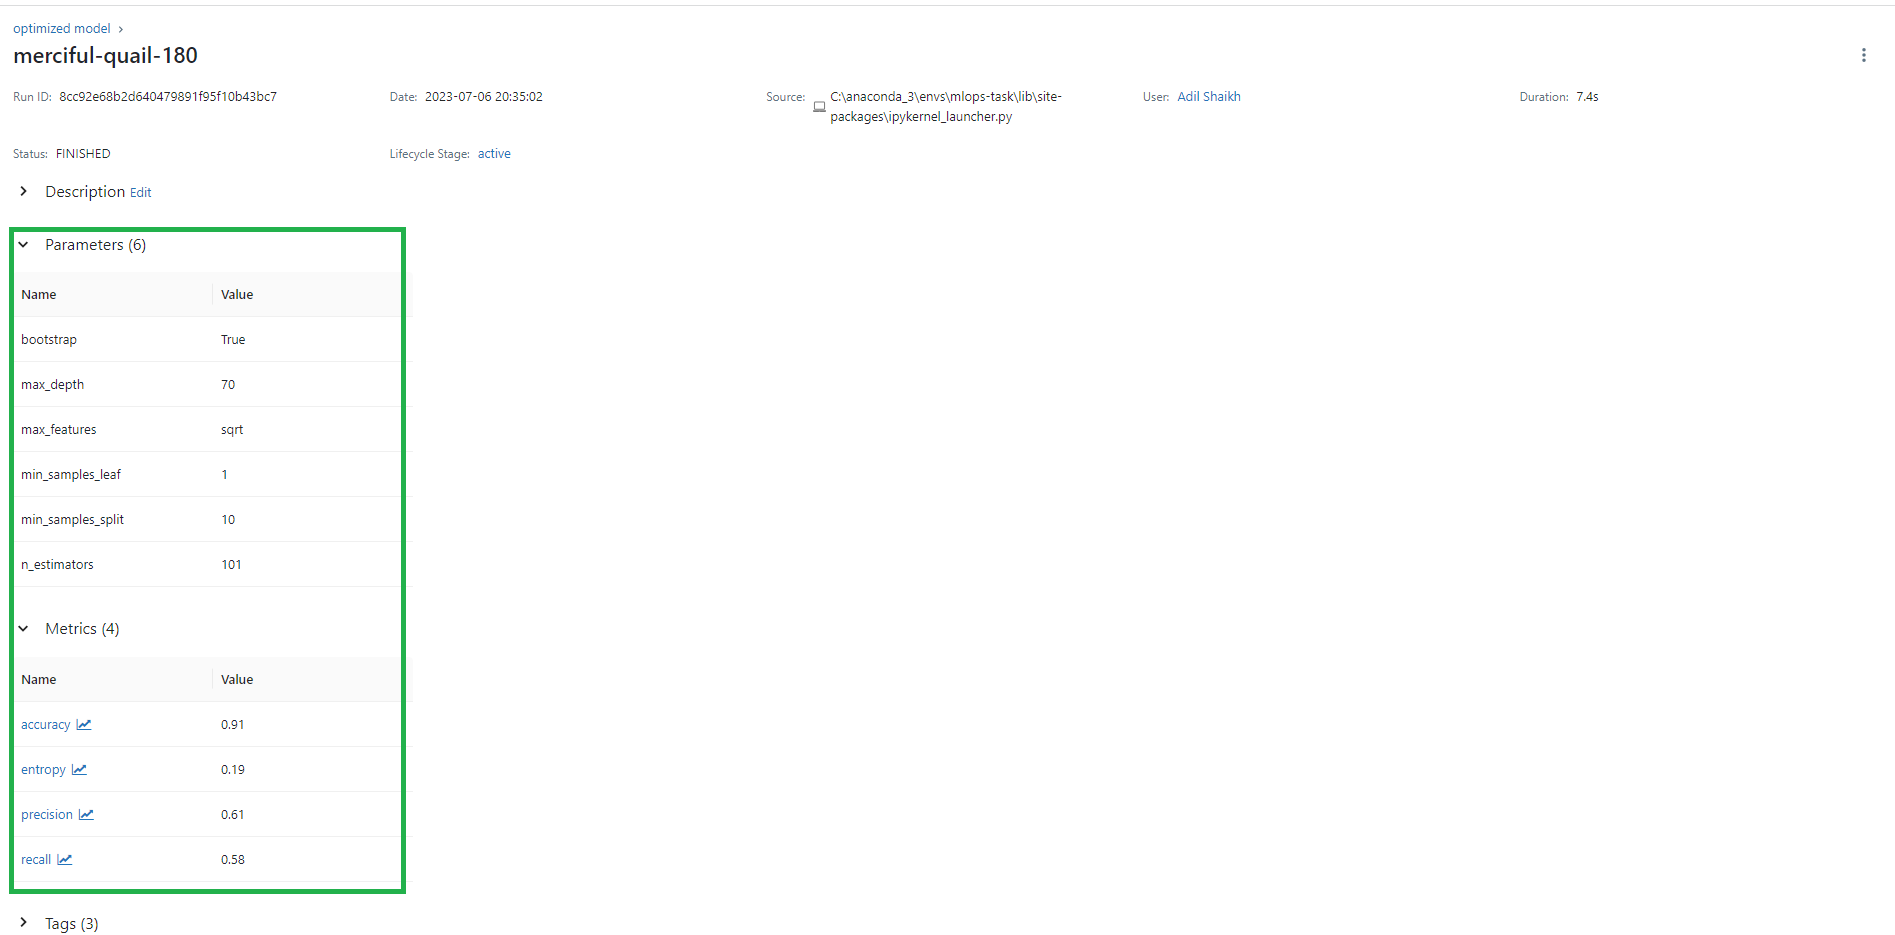 optimized model >
merciful-quail-180
Run ID: 8cc92e68b2d640479891f95f10b43bc7 Date: 2023-07-06 20:35:02 Source: C:\anaconda_3\envs\mlops-task\lib\site- User: Adil Shaikh Duration: 7.4s
packages\ipykernel_launcher.py
Status: FINISHED Lifecycle Stage: active
Description Edit
Parameters (6)
Name Value
bootstrap True
max_depth 70
max_features sqrt
min_samples_leaf 1
min_samples_split 10
n_estimators 101
Metrics (4)
Name Value
accuracy 0.91
entropy 0.19
precision 0.61
recall 0.58
Tags (3)